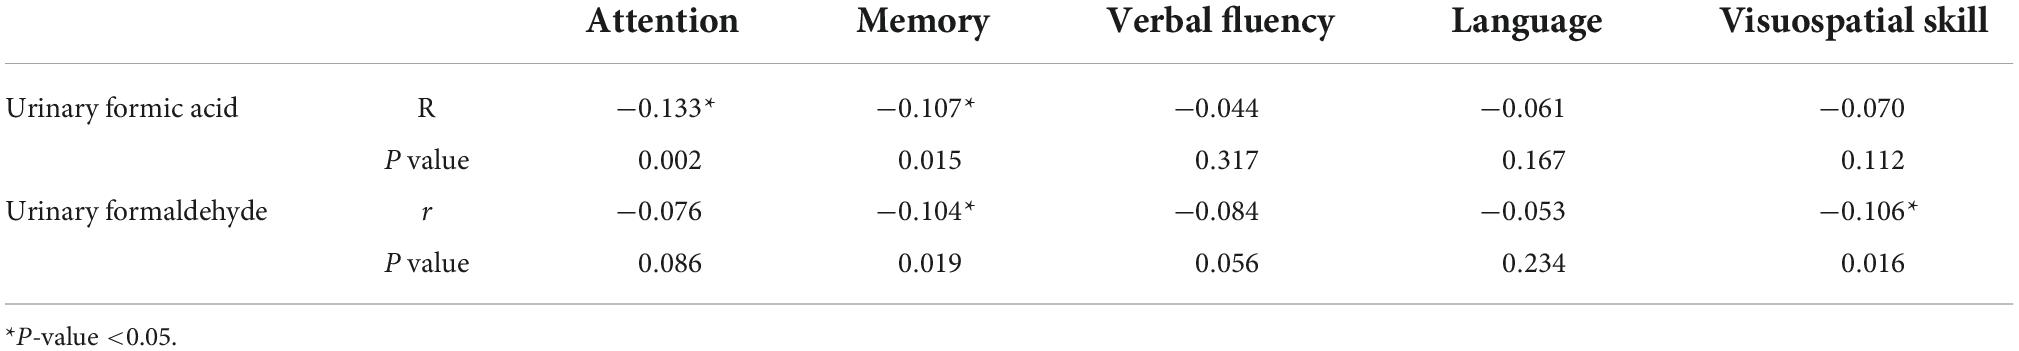 Attention Memory Verbal fluency Language Visuospatial skill
Urinary formic acid R −0.133* −0.107* −0.044 −0.061 −0.070
P value 0.002 0.015 0.317 0.167 0.112
Urinary formaldehyde r −0.076 −0.104* −0.084 −0.053 −0.106*
P value 0.086 0.019 0.056 0.234 0.016
*P-value <0.05.